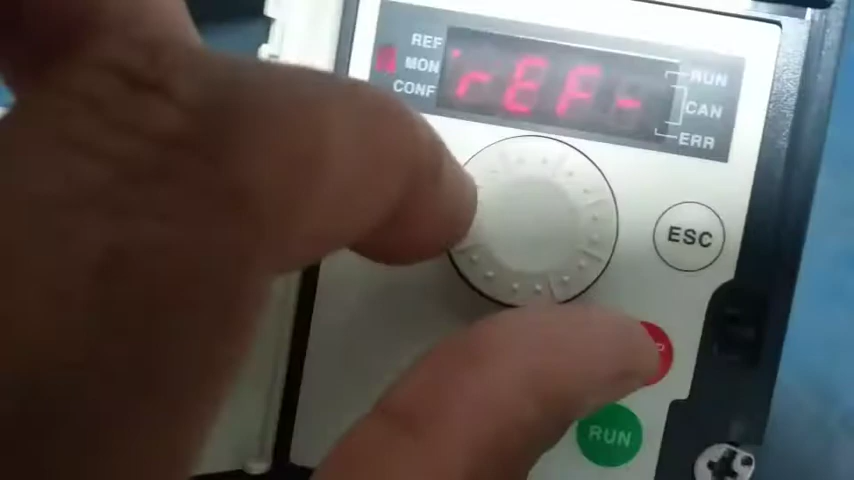 REF
MON
CONF
rEF-
RUN
CAN
ERR
ESC
RUN